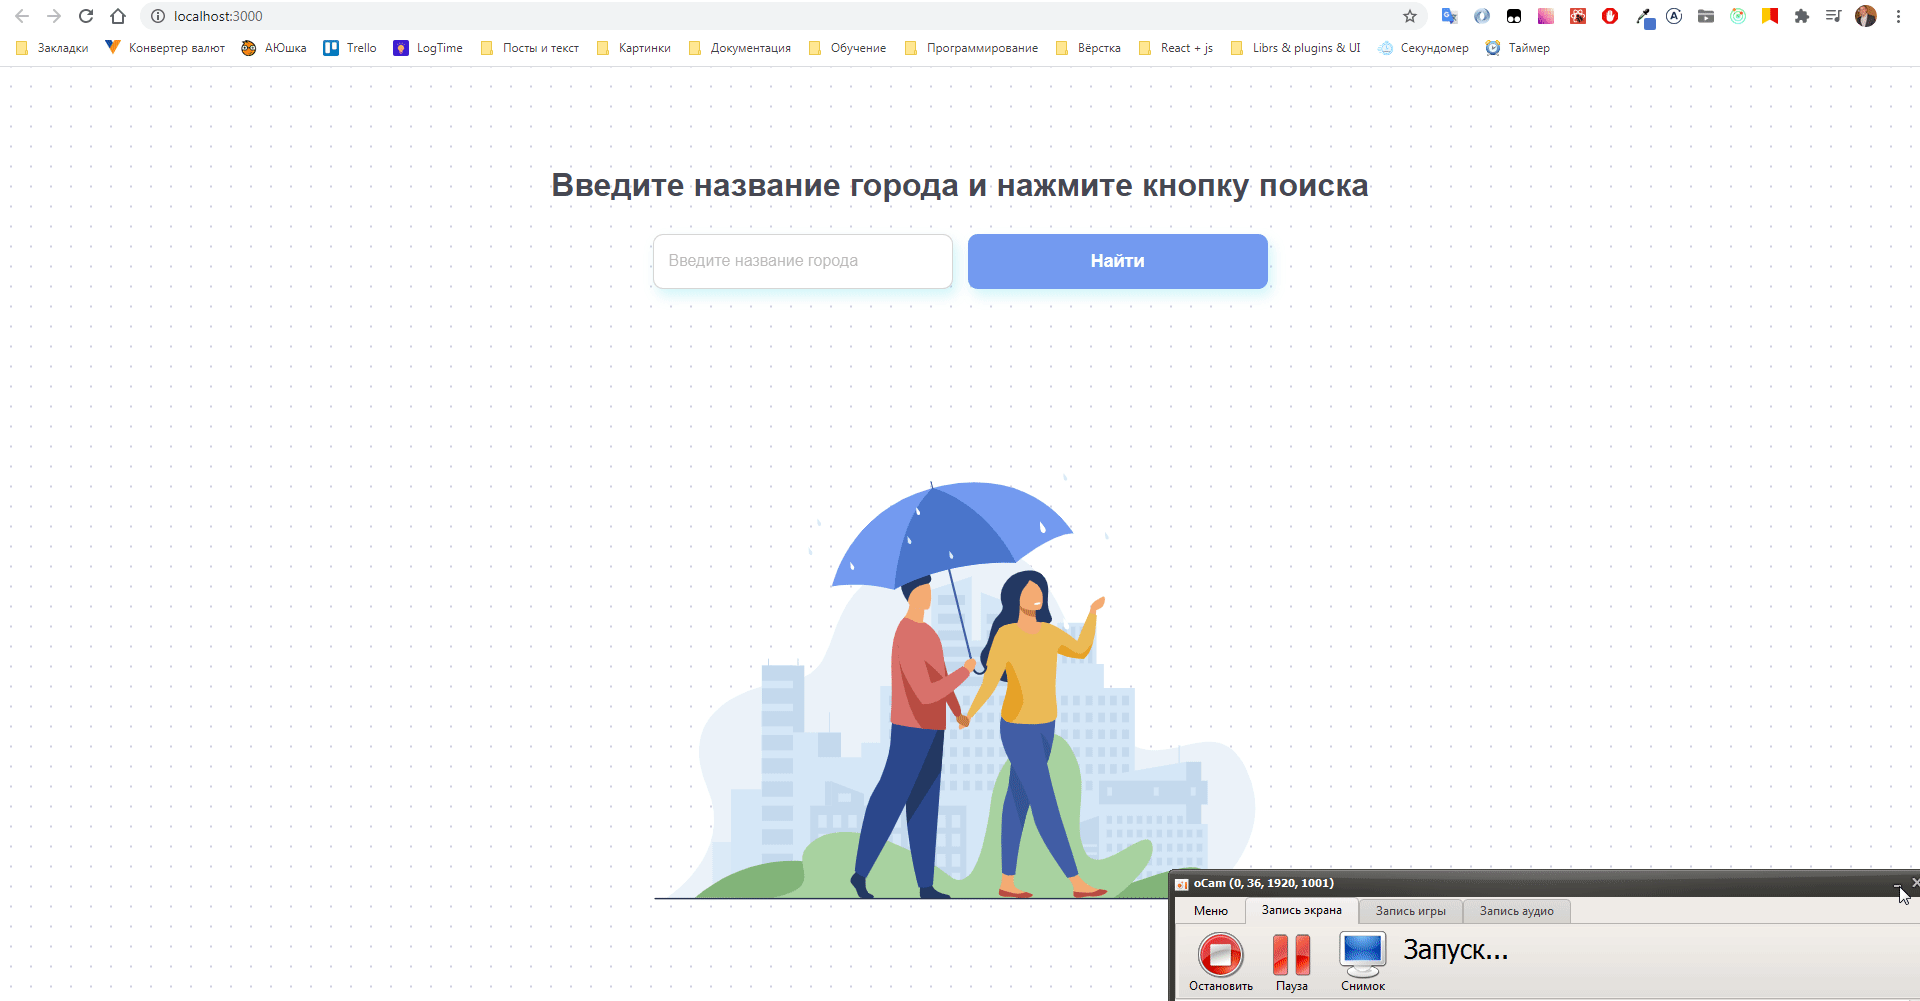 localhost:3000
Закладки Конвертер валют АЮшка Trello LogTime Посты и текст Картинки Документация Обучение Программирование Вёрстка React + js Librs & plugins & UI Секундомер Таймер
Введите название города и нажмите кнопку поиска
Введите название города Найти
oCam (0, 36, 1920, 1001)
Меню Запись экрана Запись игры Запись аудио
Запуск...
Остановить Пауза Снимок